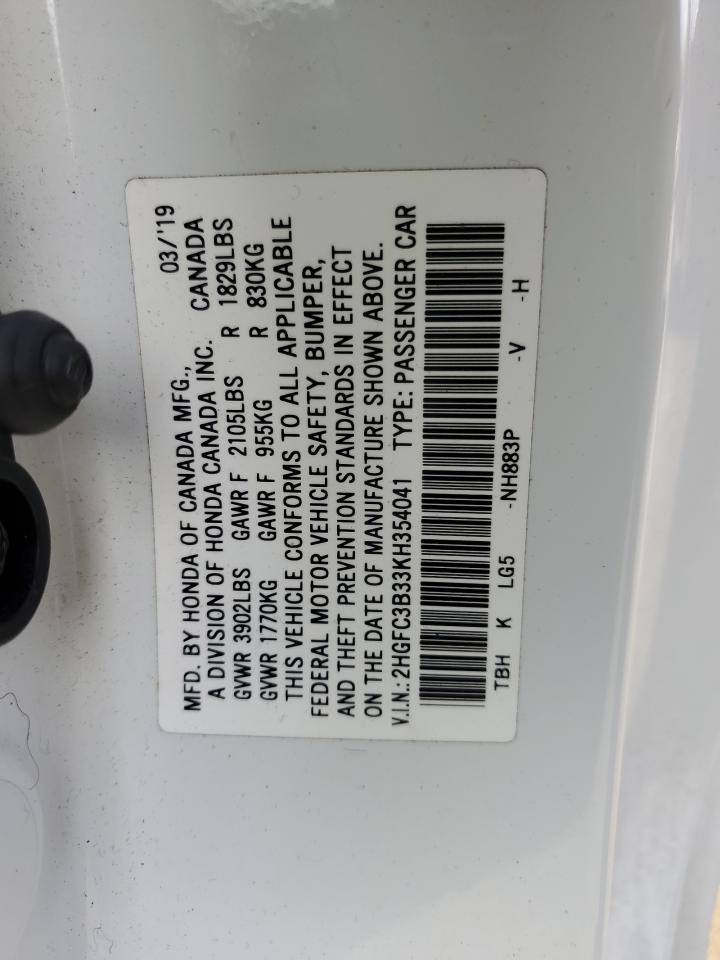 MFD. BY HONDA OF CANADA MFG., 03/'19
A DIVISION OF HONDA CANADA INC. CANADA
GVWR 3902LBS GAWR F 2105LBS R 1829LBS
GVWR 1770KG GAWR F 955KG R 830KG
THIS VEHICLE CONFORMS TO ALL APPLICABLE
FEDERAL MOTOR VEHICLE SAFETY, BUMPER,
AND THEFT PREVENTION STANDARDS IN EFFECT
ON THE DATE OF MANUFACTURE SHOWN ABOVE.
V.I.N.: 2HGFC3B33KH354041 TYPE: PASSENGER CAR
TBH K LG5 -NH883P -V -H